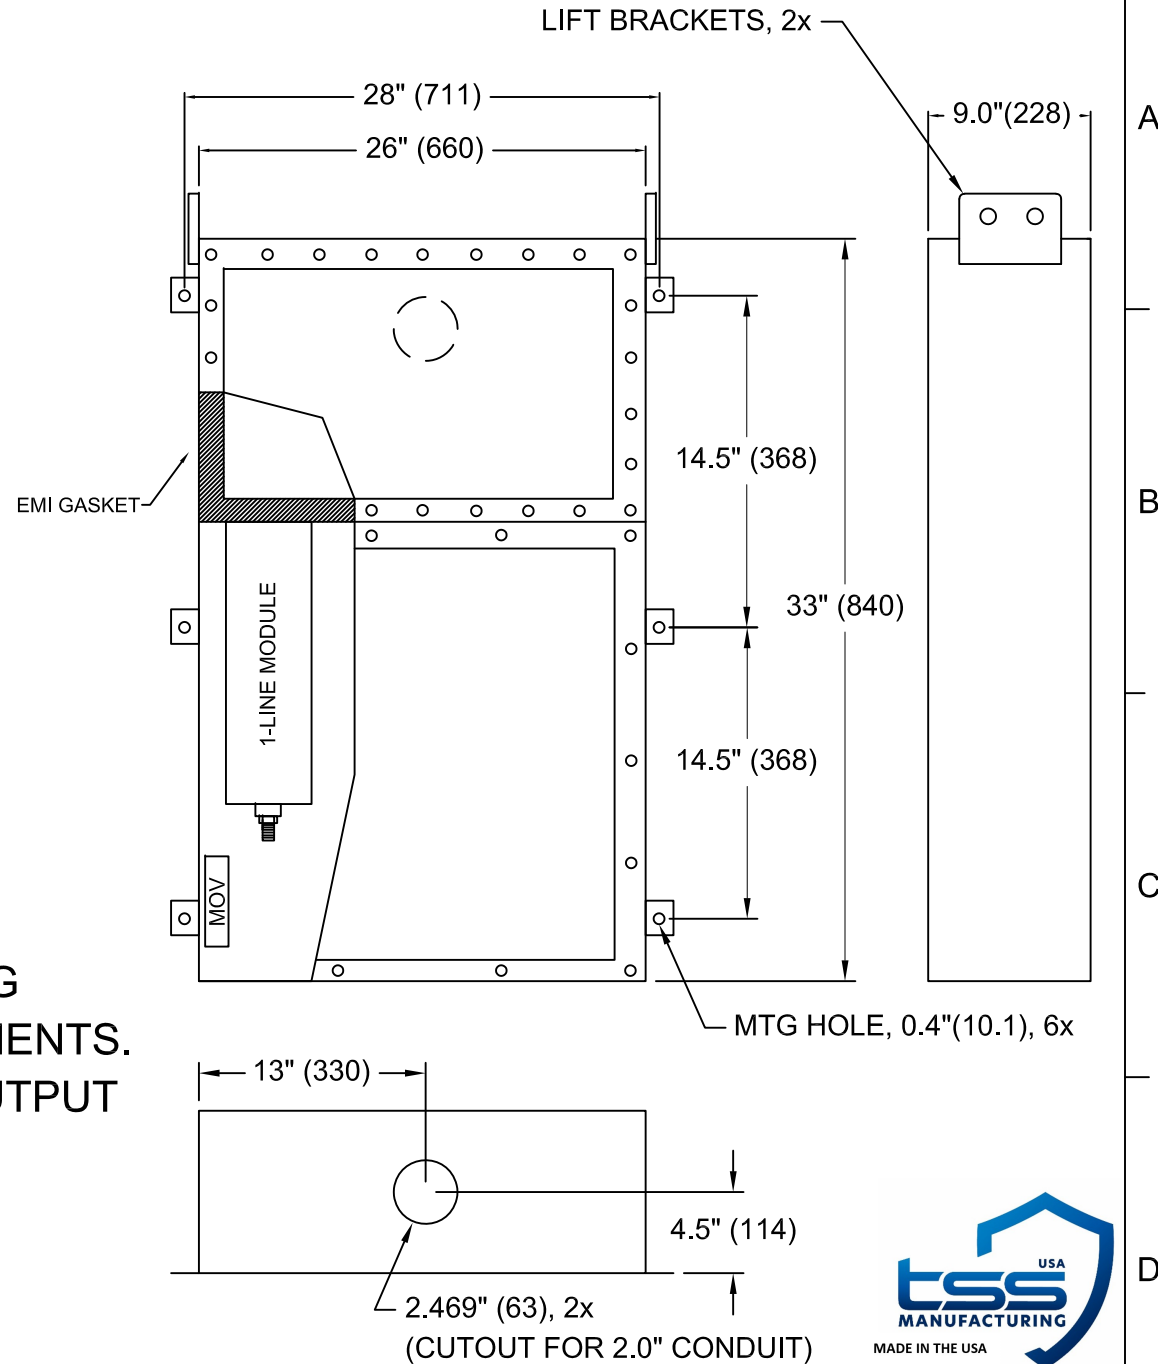 LIFT BRACKETS, 2x
28" (711)
26" (660)
9.0"(228)
A
EMI GASKET
14.5" (368)
B
1-LINE MODULE
33" (840)
14.5" (368)
MOV
C
MTG HOLE, 0.4"(10.1), 6x
13" (330)
4.5" (114)
2.469" (63), 2x
(CUTOUT FOR 2.0" CONDUIT)
USA
tss
MANUFACTURING
MADE IN THE USA
D